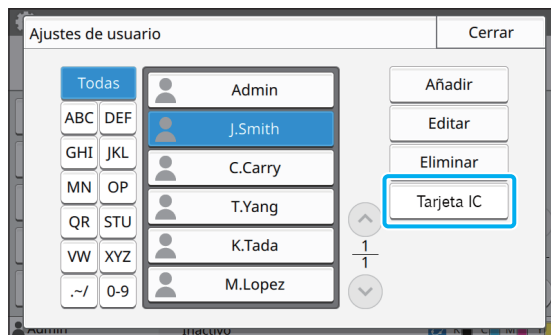 Ajustes de usuario
Cerrar
Todas
ABC DEF
GHI JKL
MN OP
QR STU
VW XYZ
.~/ 0-9
Admin
J.Smith
C.Carry
T.Yang
K.Tada
M.Lopez
1
1
Añadir
Editar
Eliminar
Tarjeta IC
Admin
Inactivo
K C M Y